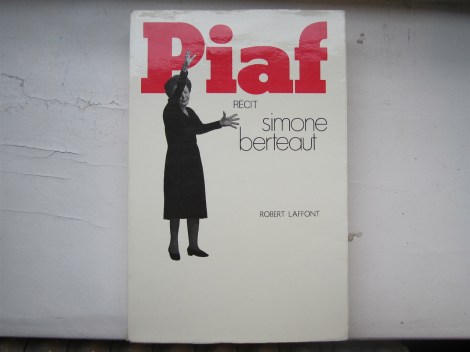 Piaf
RÉCIT
simone
berteaut
ROBERT LAFFONT